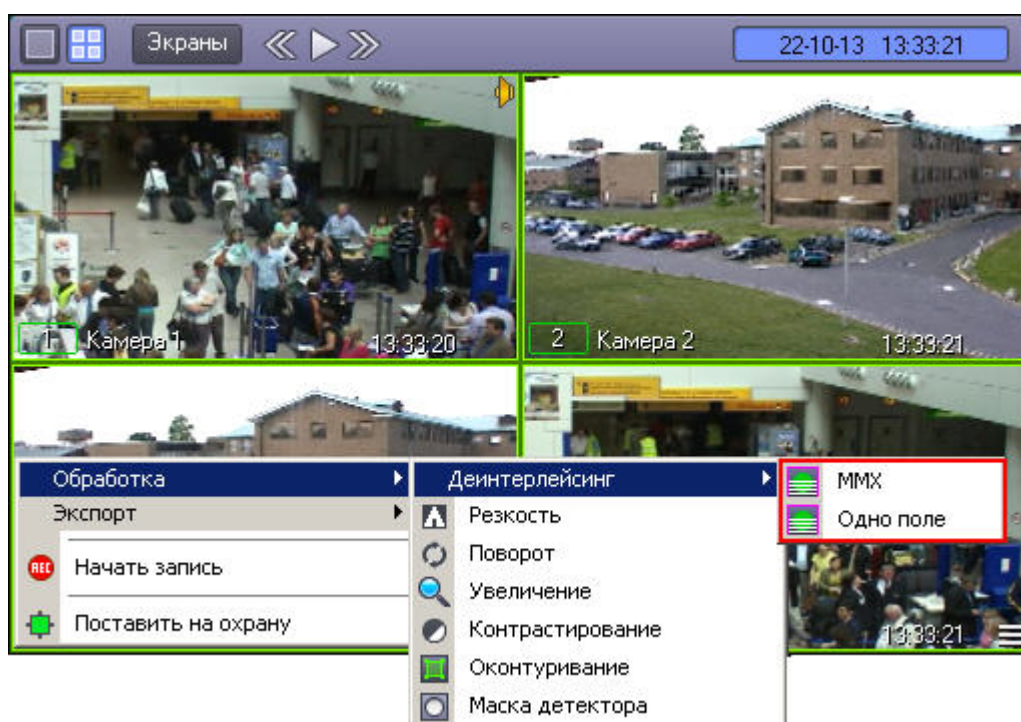 Экраны
22-10-13 13:33:21
1 Камера 1 13:33:20
2 Камера 2 13:33:21
Обработка
Экспорт
REC Начать запись
Поставить на охрану
Деинтерлейсинг
Резкость
Поворот
Увеличение
Контрастирование
Оконтуривание
Маска детектора
MMX
Одно поле
13:33:21